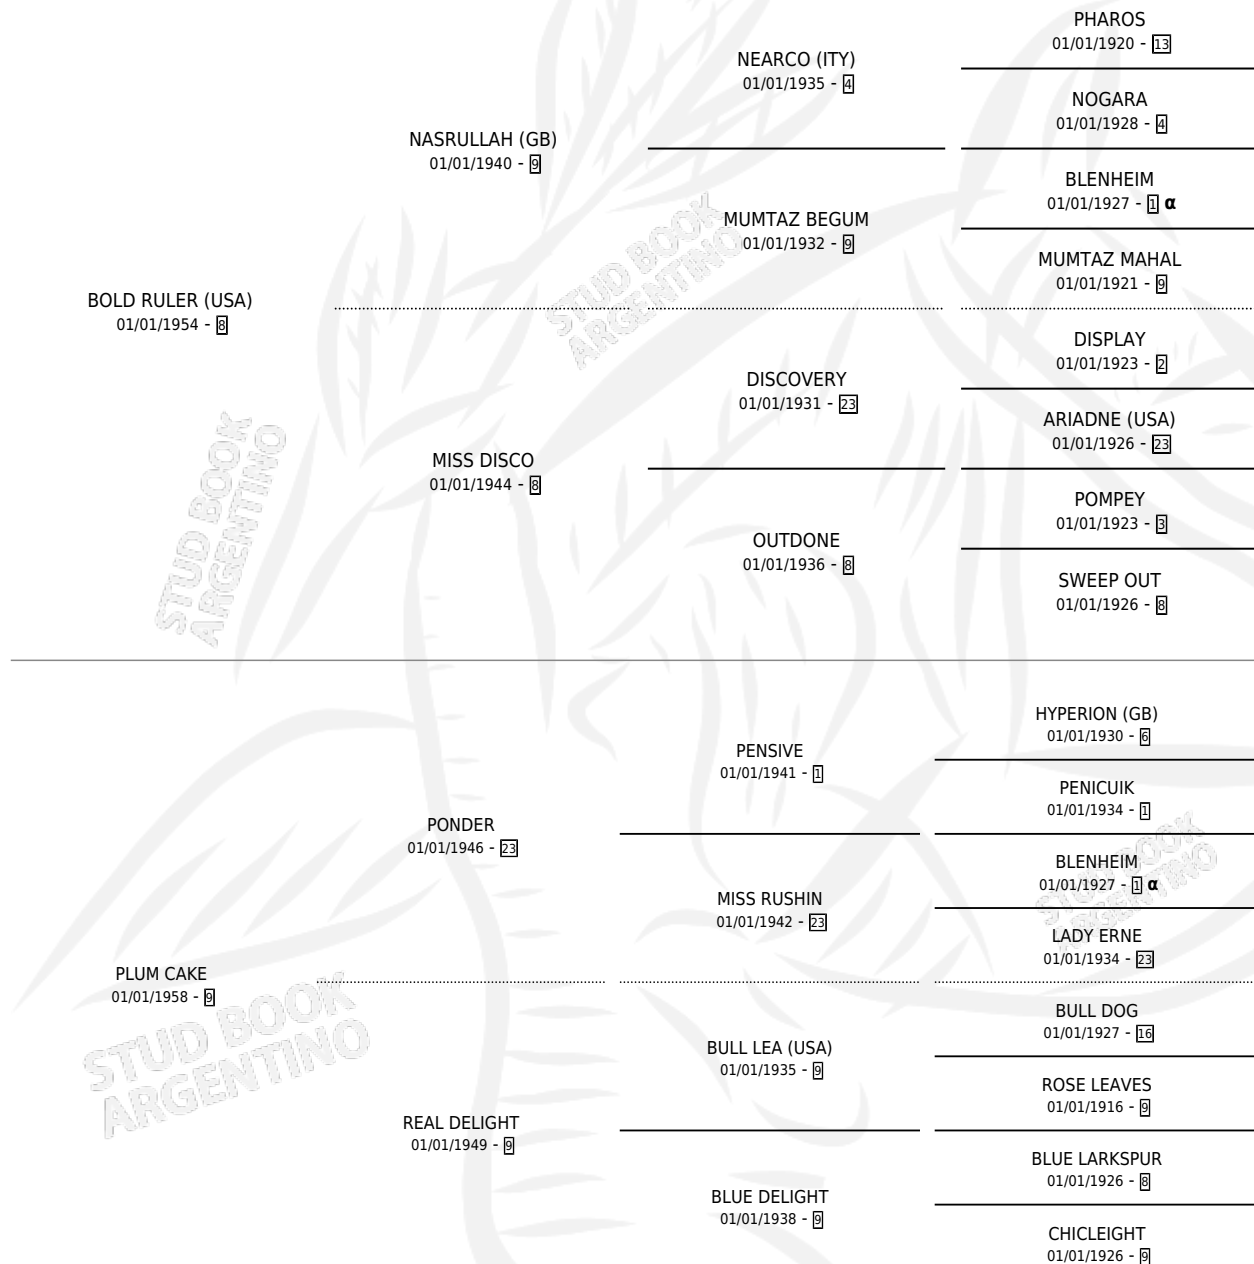 PHAROS
01/01/1920 - 13
NEARCO (ITY)
01/01/1935 - 4
NOGARA
01/01/1928 - 4
NASRULLAH (GB)
01/01/1940 - 9
BLENHEIM
01/01/1927 - 1 α
MUMTAZ BEGUM
01/01/1932 - 9
MUMTAZ MAHAL
01/01/1921 - 9
BOLD RULER (USA)
01/01/1954 - 8
STUD BOOK
ARGENTINO
DISPLAY
01/01/1923 - 2
DISCOVERY
01/01/1931 - 23
ARIADNE (USA)
01/01/1926 - 23
MISS DISCO
01/01/1944 - 8
STUD BOOK
ARGENTINO
POMPEY
01/01/1923 - 3
OUTDONE
01/01/1936 - 8
SWEEP OUT
01/01/1926 - 8
HYPERION (GB)
01/01/1930 - 6
PENSIVE
01/01/1941 - 1
PENICUIK
01/01/1934 - 1
PONDER
01/01/1946 - 23
BLENHEIM
01/01/1927 - 1 α
STUD BOOK
ARGENTINO
MISS RUSHIN
01/01/1942 - 23
LADY ERNE
01/01/1934 - 23
PLUM CAKE
01/01/1958 - 9
STUD BOOK
ARGENTINO
BULL DOG
01/01/1927 - 16
BULL LEA (USA)
01/01/1935 - 9
ROSE LEAVES
01/01/1916 - 9
REAL DELIGHT
01/01/1949 - 9
BLUE LARKSPUR
01/01/1926 - 8
BLUE DELIGHT
01/01/1938 - 9
CHICLEIGHT
01/01/1926 - 9